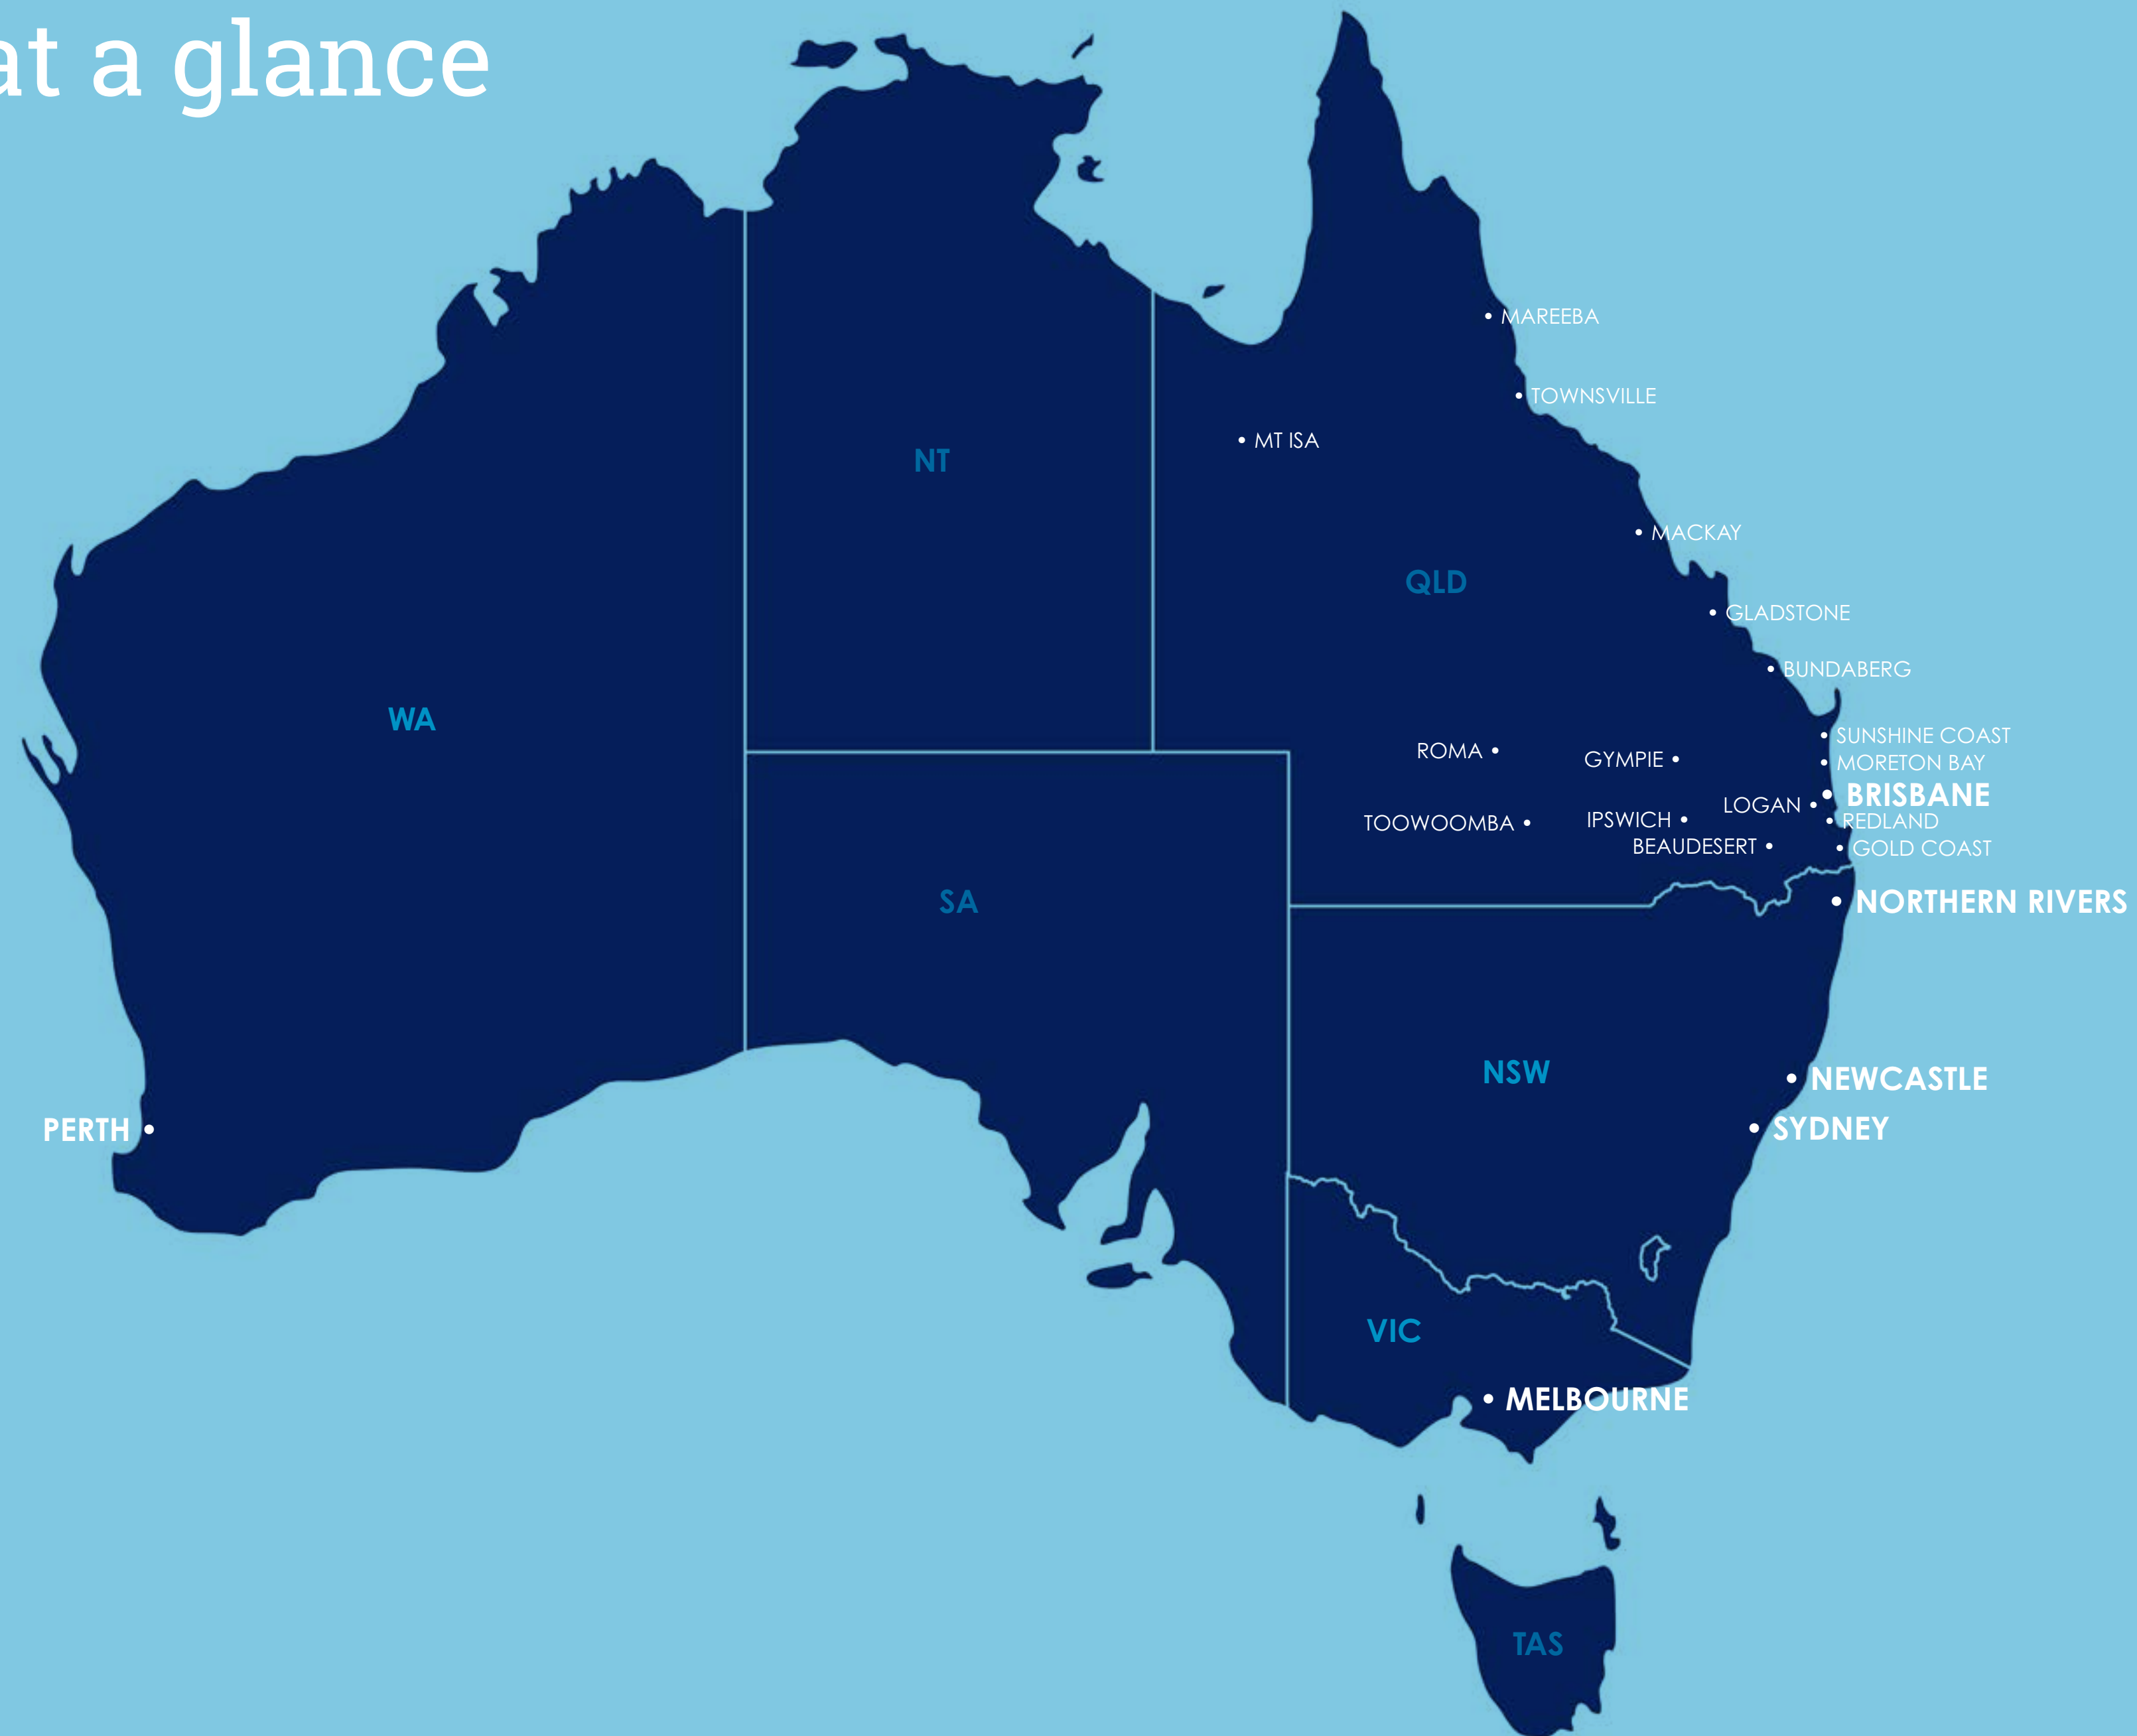 at a glance
MAREEBA
TOWNSVILLE
MT ISA
NT
MACKAY
QLD
GLADSTONE
BUNDABERG
WA
SUNSHINE COAST
ROMA
GYMPIE
MORETON BAY
BRISBANE
LOGAN
IPSWICH
REDLAND
TOOWOOMBA
BEAUDESERT
GOLD COAST
SA
NORTHERN RIVERS
NSW
NEWCASTLE
PERTH
SYDNEY
VIC
MELBOURNE
TAS